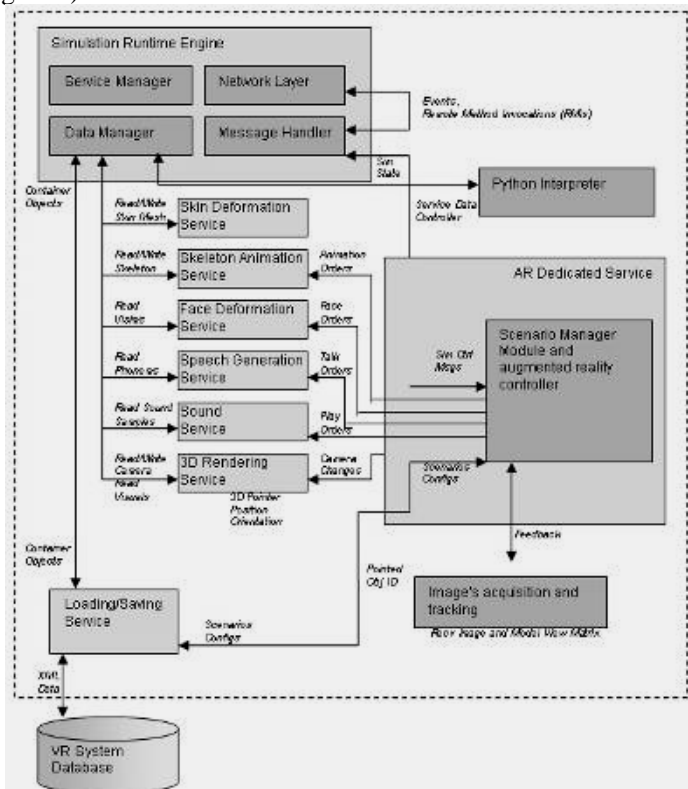 Simulation Runtime Engine
Service Manager
Network Layer
Data Manager
Message Handler
Events,
Remote Method Invocations (RMIs)
Sim
State
Python Interpreter
Container
Objects
Service Data
Controller
Read/Write
Skin Mesh
Skin Deformation
Service
Read/Write
Skeleton
Skeleton Animation
Service
Animation
Orders
AR Dedicated Service
Read
Face Deformation
Service
Face
Orders
Scenario Manager
Module and
augmented reality
controller
Sim Ctrl
Msgs
Read
Speech Generation
Service
Talk
Orders
Read Sound
Samples
Sound
Service
Play
Orders
Read/Write
Camera
Read
Visuals
3D Rendering
Service
Camera
Changes
Scenarios
Configs
3D Pointer
Position
Orientation
Feedback
Container
Objects
Pointed
Obj ID
Image's acquisition and
tracking
Image and Model View Matrix
Loading/Saving
Service
Scenarios
Configs
XML
Data
VR System
Database